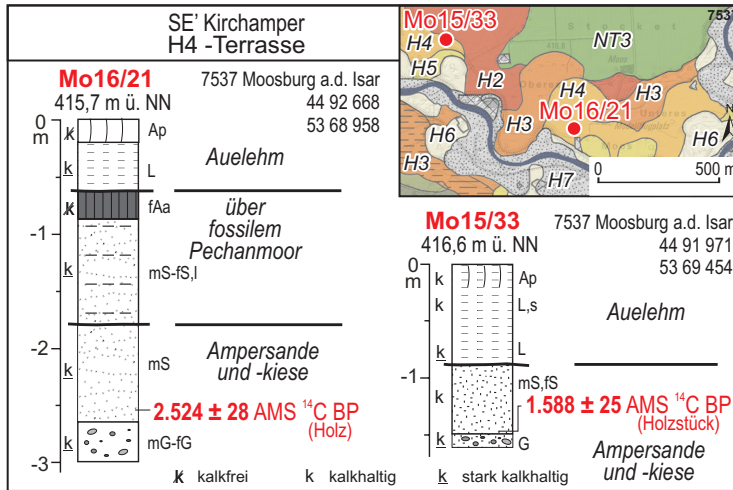 SE' Kirchamper
H4 -Terrasse
Mo16/21
415,7 m ü. NN
7537 Moosburg a.d. Isar
44 92 668
53 68 958
0
m
-1
-2
-3
k
Ap
k
L
k
fAa
k
mS-fS,l
k
mS
k
mG-fG
Auelehm
über
fossilem
Pechanmoor
Ampersande
und -kiese
2.524 ± 28 AMS 14C BP
(Holz)
Mo15/33
7537
H4
H5
H2
NT3
H4
H3
Mo16/21
H3
H6
H3
H7
H6
N
0
500 m
Mo15/33
416,6 m ü. NN
7537 Moosburg a.d. Isar
44 91 971
53 69 454
0
m
-1
k
Ap
k
L,s
k
L
k
mS,fS
k
G
Auelehm
1.588 ± 25 AMS 14C BP
(Holzstück)
Ampersande
und -kiese
k kalkfrei
k kalkhaltig
k stark kalkhaltig